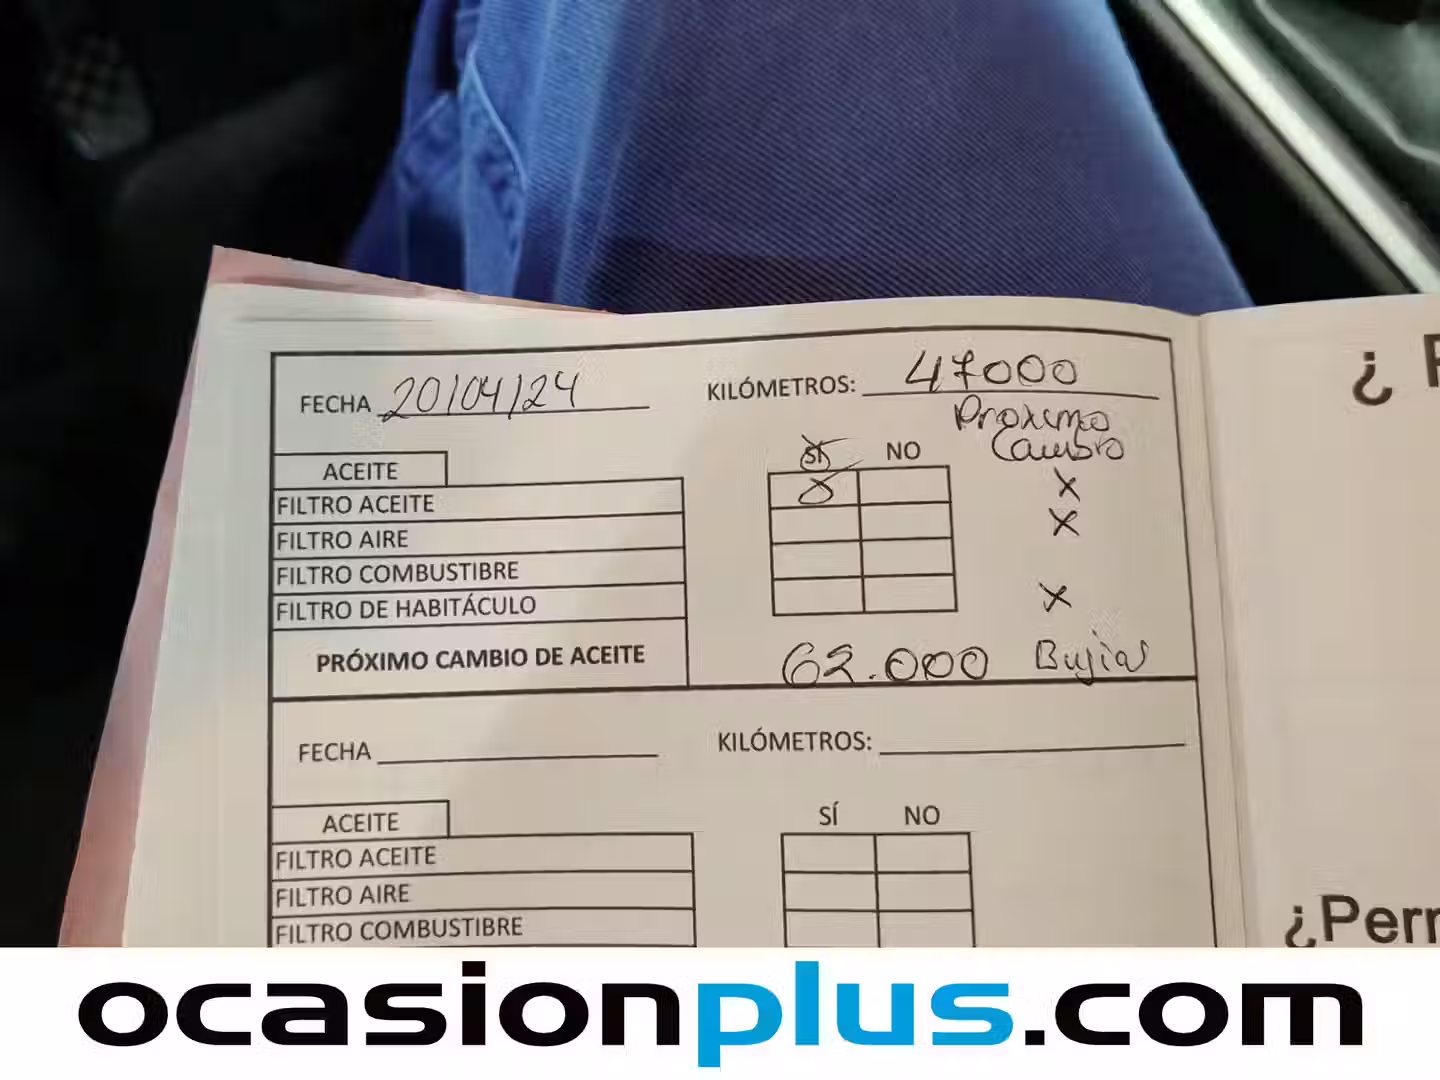 FECHA 20/04/24 KILÓMETROS: 47000
Próximo
Cambio
SÍ NO
ACEITE
FILTRO ACEITE X
FILTRO AIRE X
FILTRO COMBUSTIBRE
FILTRO DE HABITÁCULO X
PRÓXIMO CAMBIO DE ACEITE 62.000 Bujias
FECHA KILÓMETROS:
SÍ NO
ACEITE
FILTRO ACEITE
FILTRO AIRE
FILTRO COMBUSTIBRE
¿
¿Perr
ocasionplus.com